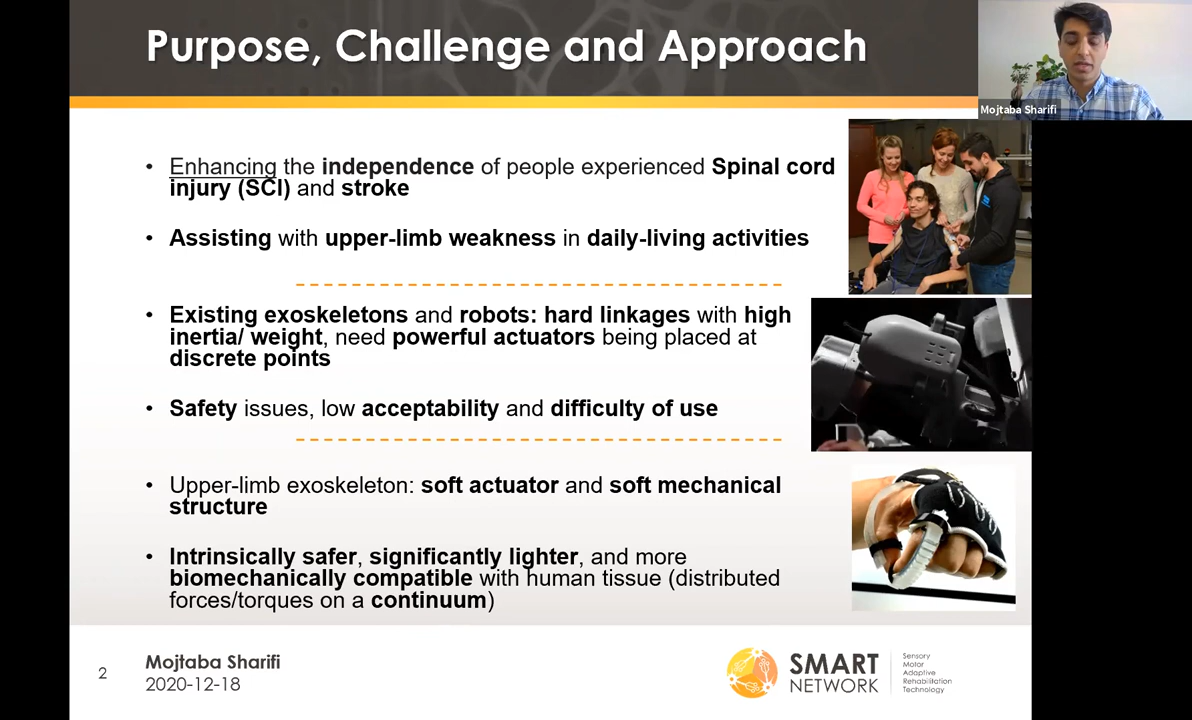 Purpose, Challenge and Approach
Mojtaba Sharifi
• Enhancing the independence of people experienced Spinal cord
injury (SCI) and stroke
• Assisting with upper-limb weakness in daily-living activities
• Existing exoskeletons and robots: hard linkages with high
inertia/ weight, need powerful actuators being placed at
discrete points
• Safety issues, low acceptability and difficulty of use
• Upper-limb exoskeleton: soft actuator and soft mechanical
structure
• Intrinsically safer, significantly lighter, and more
biomechanically compatible with human tissue (distributed
forces/torques on a continuum)
2
Mojtaba Sharifi
2020-12-18
SMART
NETWORK
Sensory
Motor
Adaptive
Rehabilitation
Technology